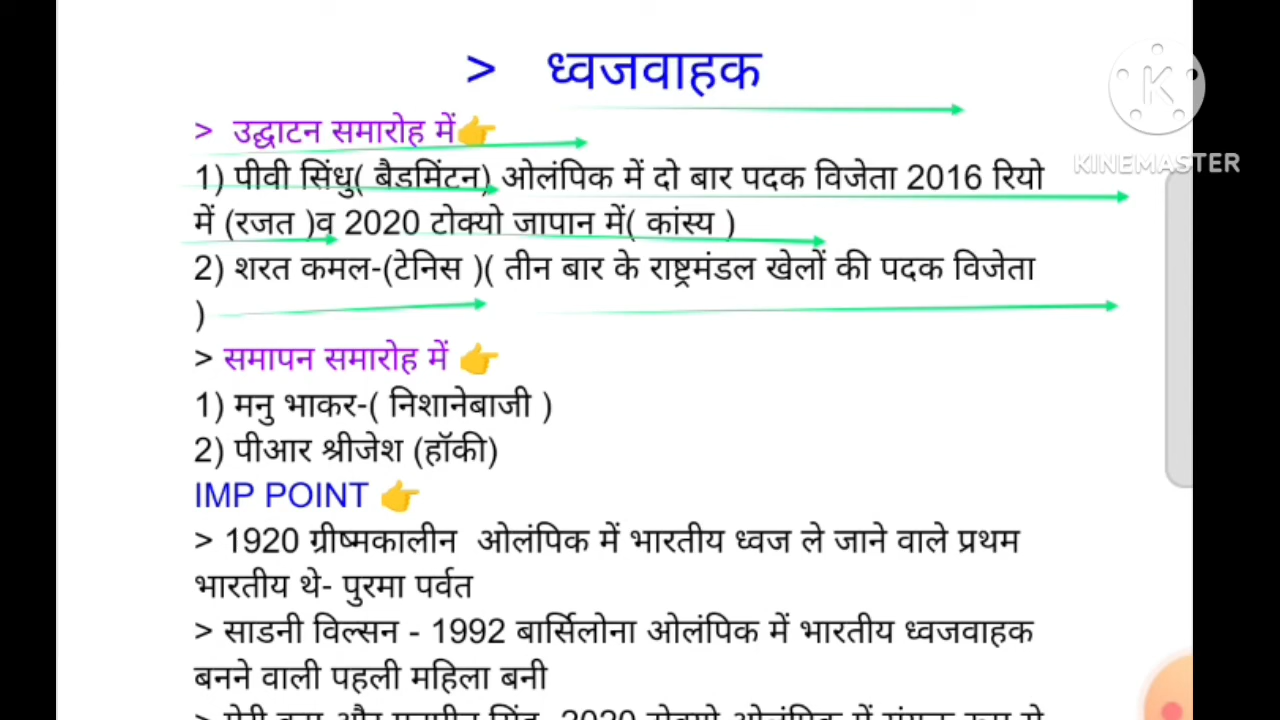 > ध्वजवाहक
KINEMASTER
> उद्घाटन समारोह में👉
1) पीवी सिंधु( बैडमिंटन) ओलंपिक में दो बार पदक विजेता 2016 रियो
में (रजत )व 2020 टोक्यो जापान में( कांस्य )
2) शरत कमल-(टेनिस )( तीन बार के राष्ट्रमंडल खेलों की पदक विजेता
)
> समापन समारोह में 👉
1) मनु भाकर-( निशानेबाजी )
2) पीआर श्रीजेश (हॉकी)
IMP POINT 👉
> 1920 ग्रीष्मकालीन ओलंपिक में भारतीय ध्वज ले जाने वाले प्रथम
भारतीय थे- पुरमा पर्वत
> साडनी विल्सन - 1992 बार्सिलोना ओलंपिक में भारतीय ध्वजवाहक
बनने वाली पहली महिला बनी